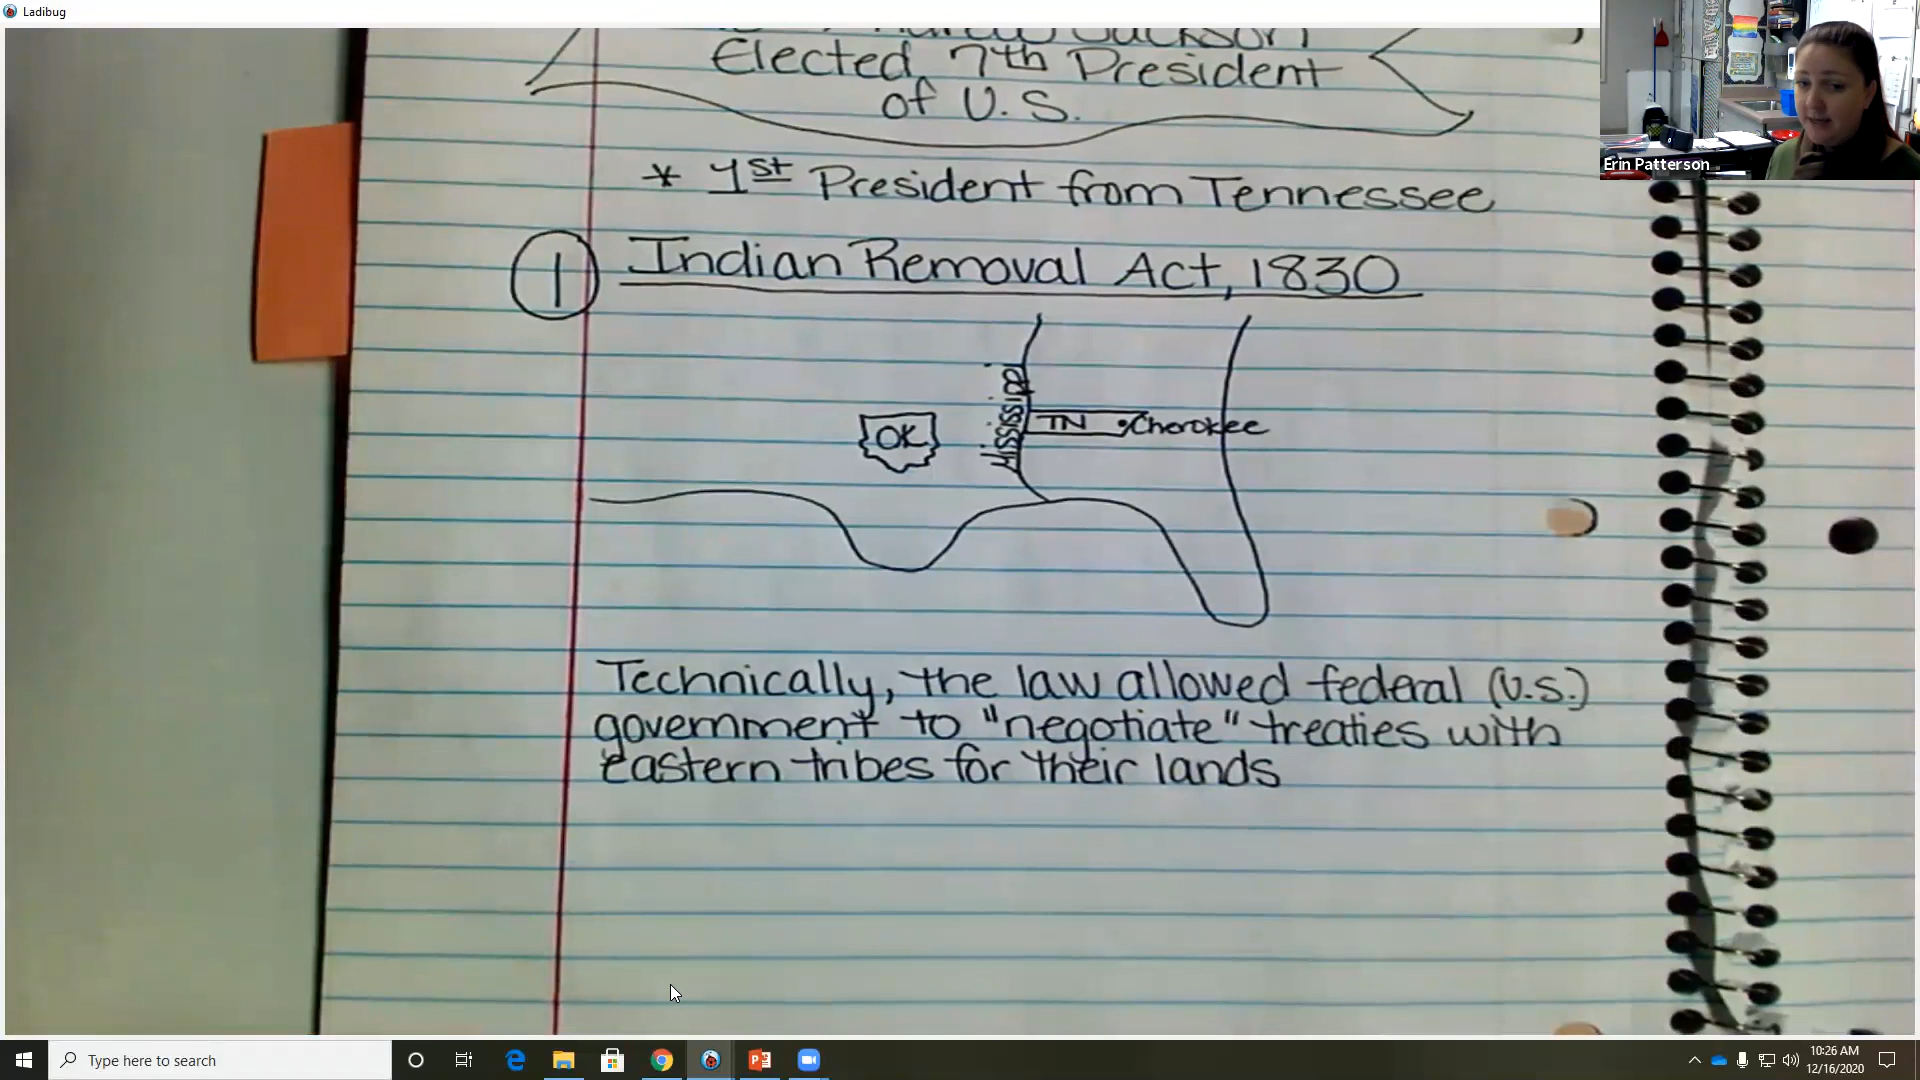 Ladibug
Jackson
Elected 7th President
of U.S.
Erin Patterson
* 1st President from Tennessee
1 Indian Removal Act, 1830
OK
TN
Cherokee
Technically, the law allowed federal (U.S.)
government to "negotiate" treaties with
eastern tribes for their lands
Type here to search
10:26 AM
12/16/2020